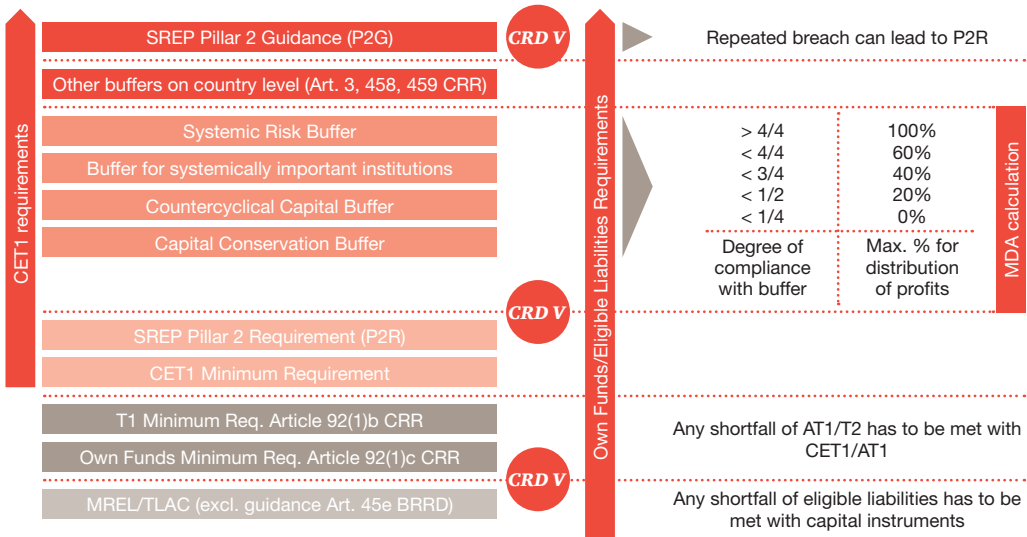 SREP Pillar 2 Guidance (P2G)
CRD V
Repeated breach can lead to P2R
Other buffers on country level (Art. 3, 458, 459 CRR)
CET1 requirements
Systemic Risk Buffer
Buffer for systemically important institutions
Countercyclical Capital Buffer
Capital Conservation Buffer
Own Funds/Eligible Liabilities Requirements
> 4/4 100%
< 4/4 60%
< 3/4 40%
< 1/2 20%
< 1/4 0%
Degree of
compliance
with buffer
Max. % for
distribution
of profits
MDA calculation
CRD V
SREP Pillar 2 Requirement (P2R)
CET1 Minimum Requirement
T1 Minimum Req. Article 92(1)b CRR
Own Funds Minimum Req. Article 92(1)c CRR
Any shortfall of AT1/T2 has to be met with
CET1/AT1
CRD V
MREL/TLAC (excl. guidance Art. 45e BRRD)
Any shortfall of eligible liabilities has to be
met with capital instruments